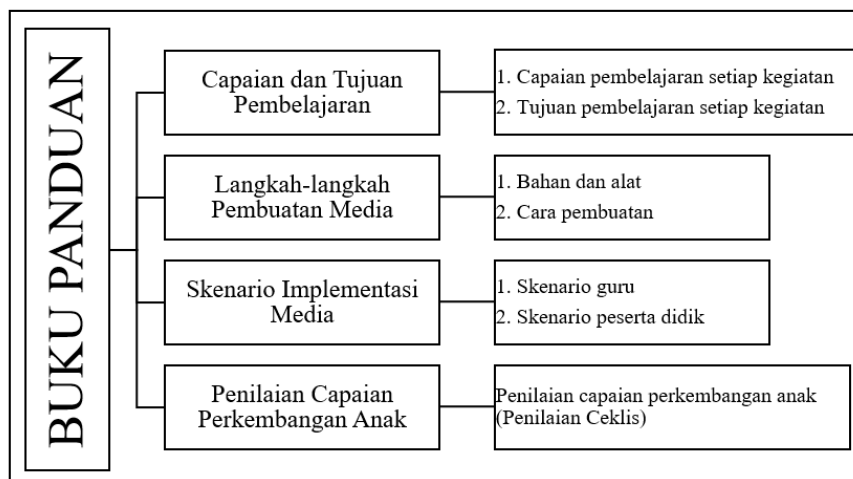 BUKU PANDUAN
Capaian dan Tujuan
Pembelajaran
1. Capaian pembelajaran setiap kegiatan
2. Tujuan pembelajaran setiap kegiatan
Langkah-langkah
Pembuatan Media
1. Bahan dan alat
2. Cara pembuatan
Skenario Implementasi
Media
1. Skenario guru
2. Skenario peserta didik
Penilaian Capaian
Perkembangan Anak
Penilaian capaian perkembangan anak
(Penilaian Ceklis)